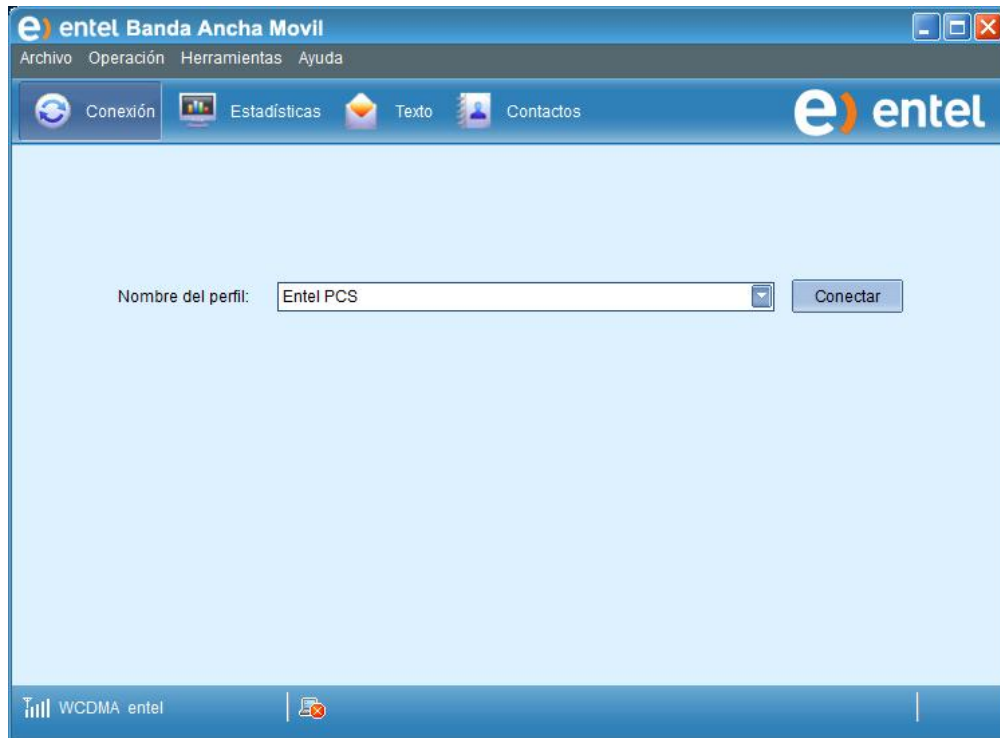 entel Banda Ancha Movil
Archivo Operación Herramientas Ayuda
Conexión Estadísticas Texto Contactos entel
Nombre del perfil: Entel PCS Conectar
WCDMA entel